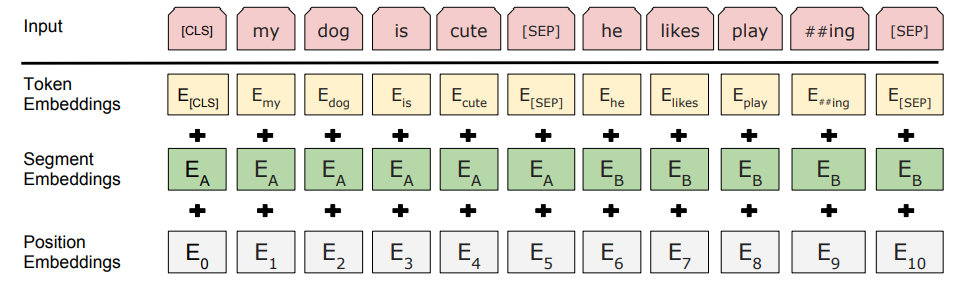 Input [CLS] my dog is cute [SEP] he likes play ##ing [SEP]
Token Embeddings E[CLS] Emy Edog Eis Ecute E[SEP] Ehe Elikes Eplay E##ing E[SEP]
+ + + + + + + + + + +
Segment Embeddings EA EA EA EA EA EA EB EB EB EB EB
+ + + + + + + + + + +
Position Embeddings E0 E1 E2 E3 E4 E5 E6 E7 E8 E9 E10